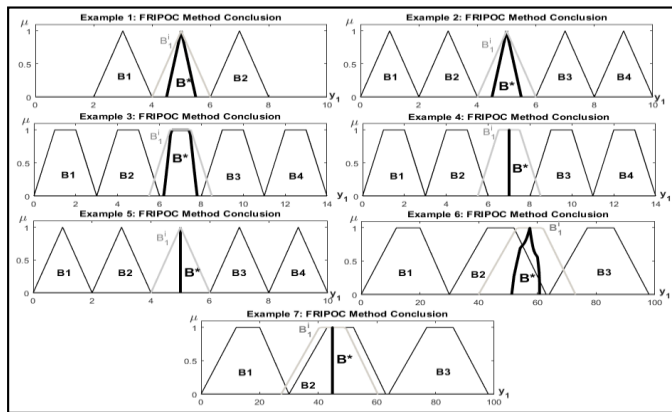 Example 1: FRIPOC Method Conclusion
μ
1
0.5
0
B1
B₁ⁱ
B*
B2
0 2 4 6 8 10
y₁
Example 2: FRIPOC Method Conclusion
μ
1
0.5
0
B1
B2
B₁ⁱ
B*
B3
B4
0 2 4 6 8 10
y₁
Example 3: FRIPOC Method Conclusion
μ
1
0.5
0
B1
B2
B₁ⁱ
B*
B3
B4
0 2 4 6 8 10 12 14
y₁
Example 4: FRIPOC Method Conclusion
μ
1
0.5
0
B1
B2
B₁ⁱ
B*
B3
B4
0 2 4 6 8 10 12 14
y₁
Example 5: FRIPOC Method Conclusion
μ
1
0.5
0
B1
B2
B₁ⁱ
B*
B3
B4
0 2 4 6 8 10
y₁
Example 6: FRIPOC Method Conclusion
μ
1
0.5
0
B1
B2
B*
B₁ⁱ
B3
0 20 40 60 80
y₁
Example 7: FRIPOC Method Conclusion
μ
1
0.5
0
B1
B2
B₁ⁱ
B*
B3
0 20 40 60 80 100
y₁